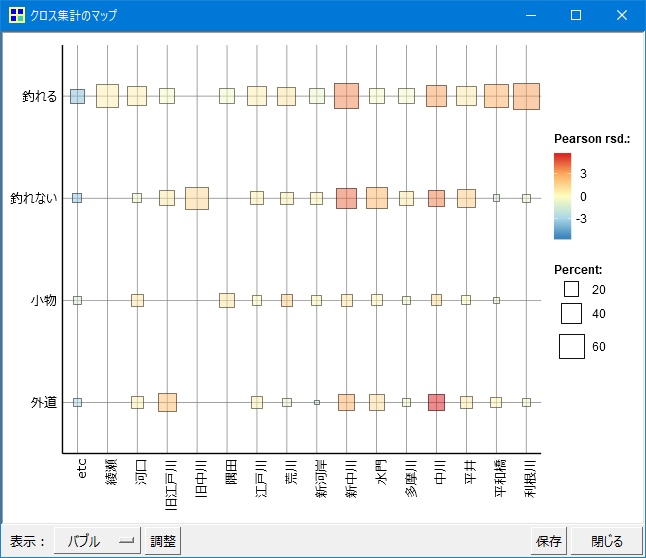 クロス集計のマップ
釣れる
釣れない
小物
外道
etc
綾瀬
河口
旧江戸川
旧中川
隅田
江戸川
荒川
新河岸
新中川
水門
多摩川
中川
平井
平和橋
利根川
Pearson rsd.:
3
0
-3
Percent:
20
40
60
表示： バブル 調整 保存 閉じる